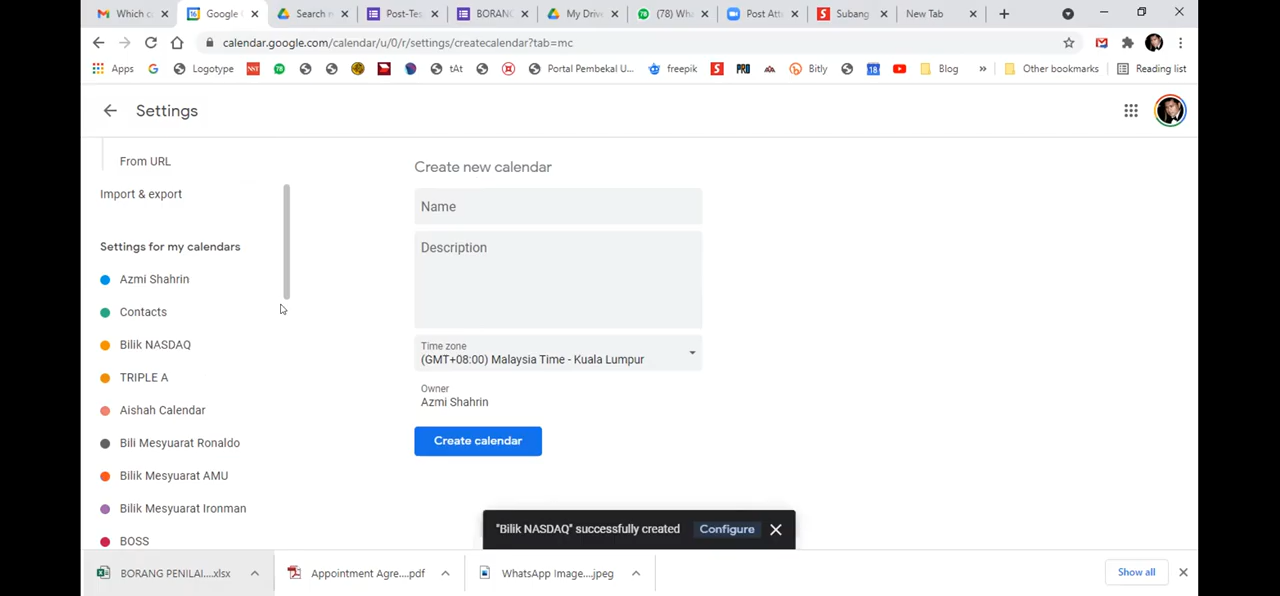 Which c
Google
Search r
Post-Tes
BORANG
My Drive
(78) Wha
Post Att
Subang
New Tab
calendar.google.com/calendar/u/0/r/settings/createcalendar?tab=mc
Apps
Logotype
tAt
Portal Pembekal U...
freepik
Bitly
Blog
Other bookmarks
Reading list
Settings
From URL
Import & export
Settings for my calendars
Azmi Shahrin
Contacts
Bilik NASDAQ
TRIPLE A
Aishah Calendar
Bili Mesyuarat Ronaldo
Bilik Mesyuarat AMU
Bilik Mesyuarat Ironman
BOSS
Create new calendar
Name
Description
Time zone
(GMT+08:00) Malaysia Time - Kuala Lumpur
Owner
Azmi Shahrin
Create calendar
"Bilik NASDAQ" successfully created
Configure
BORANG PENILAI....xlsx
Appointment Agre....pdf
WhatsApp Image....jpeg
Show all